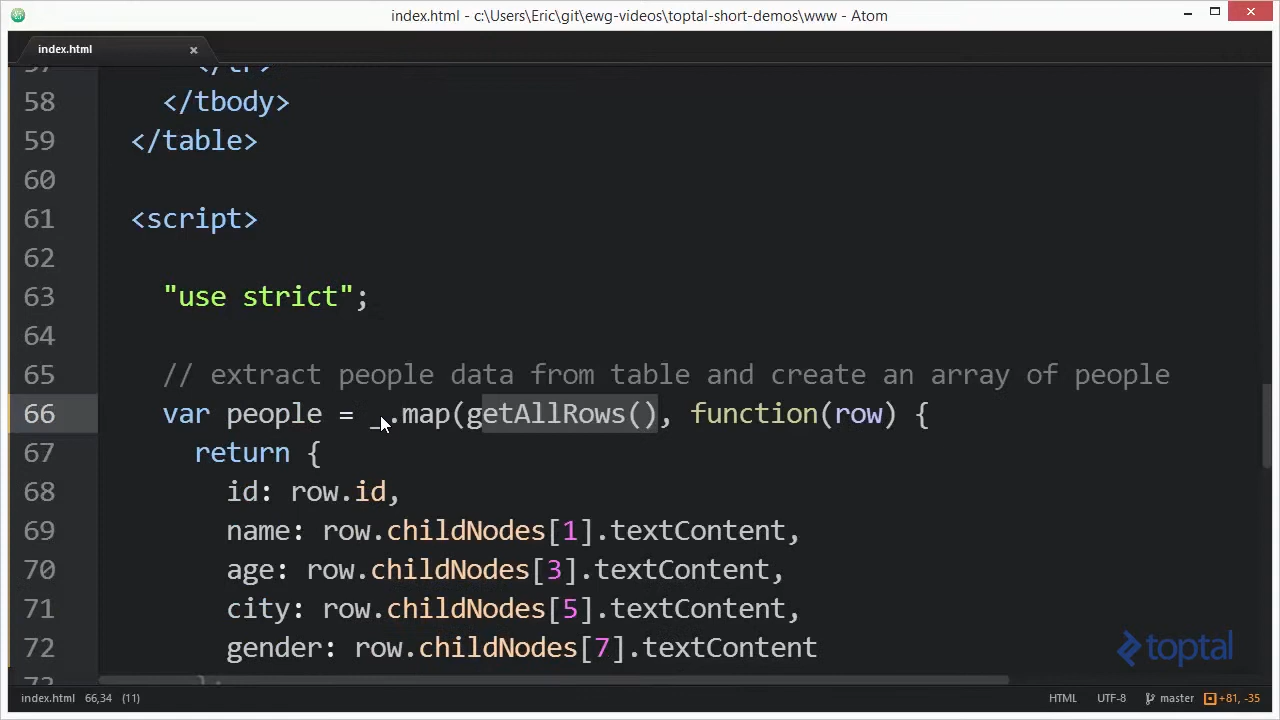 index.html - c:\Users\Eric\git\ewg-videos\toptal-short-demos\www - Atom
index.html
57 </tr>
58 </tbody>
59 </table>
60
61 <script>
62
63 "use strict";
64
65 // extract people data from table and create an array of people
66 var people = _.map(getAllRows(), function(row) {
67 return {
68 id: row.id,
69 name: row.childNodes[1].textContent,
70 age: row.childNodes[3].textContent,
71 city: row.childNodes[5].textContent,
72 gender: row.childNodes[7].textContent
73 };
toptal
index.html 66,34 (11) HTML UTF-8 master +81, -35